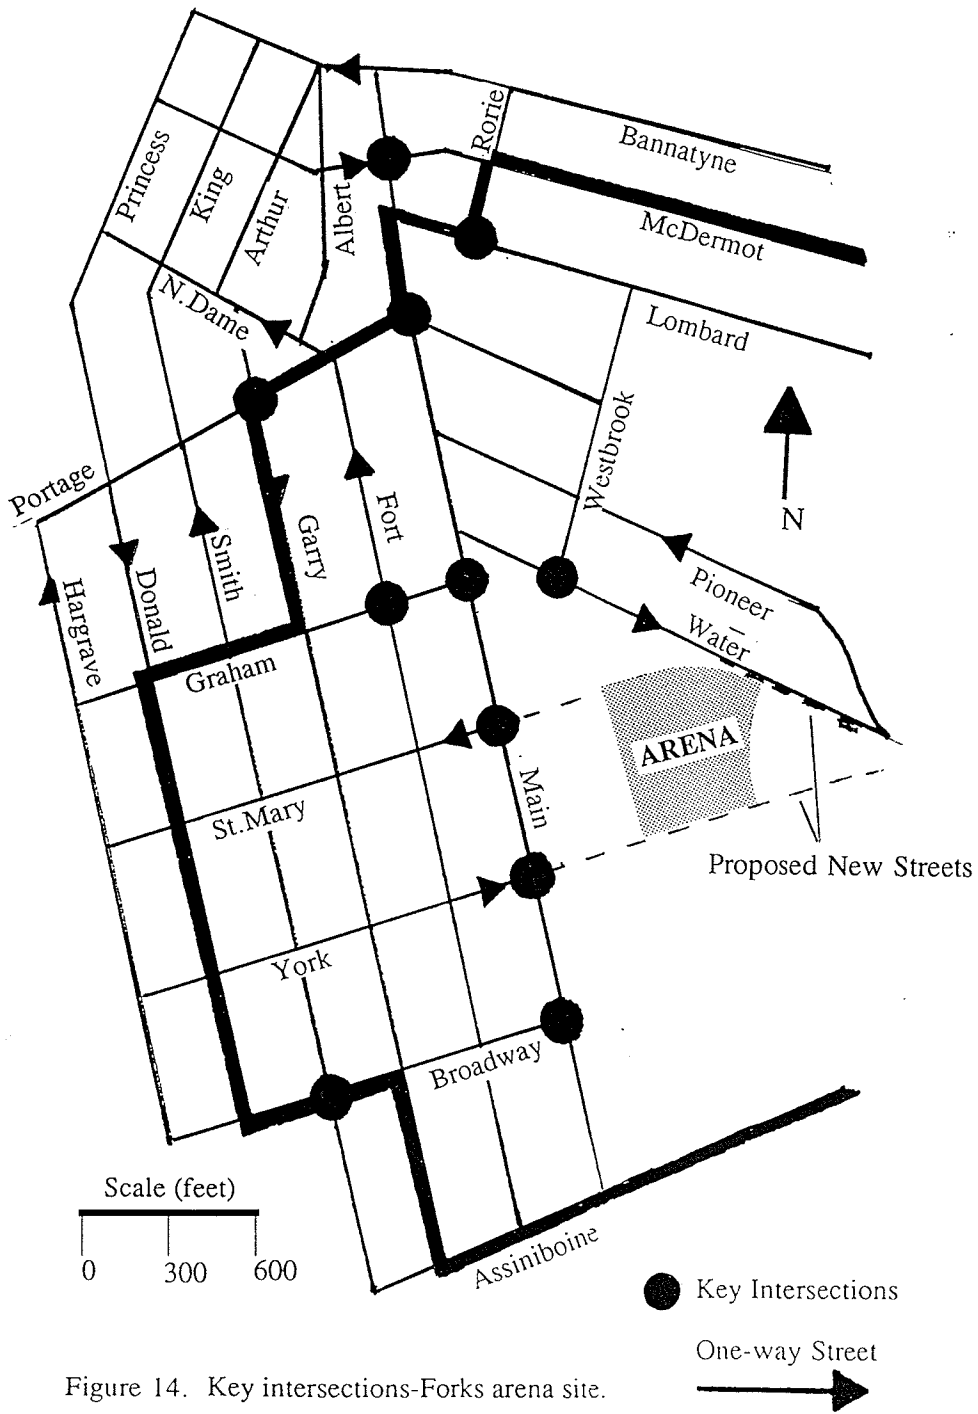 Rorie
Bannatyne
Princess
King
Arthur
Albert
McDermot
N.Dame
Lombard
Westbrook
Portage
N
Fort
Garry
Smith
Donald
Hargrave
Pioneer
Water
Graham
ARENA
Main
St.Mary
Proposed New Streets
York
Broadway
Scale (feet)
0 300 600
Assiniboine
Key Intersections
One-way Street
Figure 14. Key intersections-Forks arena site.